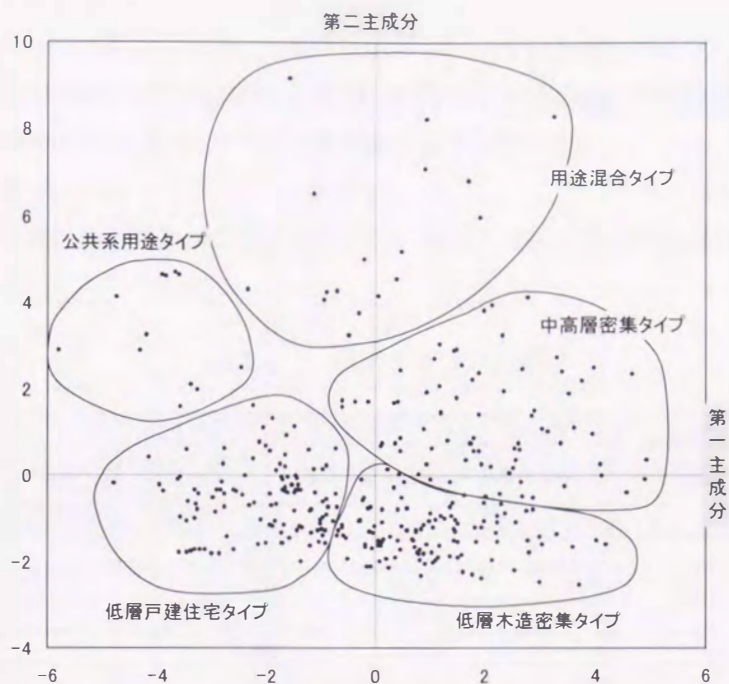 第二主成分
10
8
用途混合タイプ
6
公共系用途タイプ
4
中高層密集タイプ
2
第一主成分
0
-2
低層戸建住宅タイプ
低層木造密集タイプ
-4
-6
-4
-2
0
2
4
6